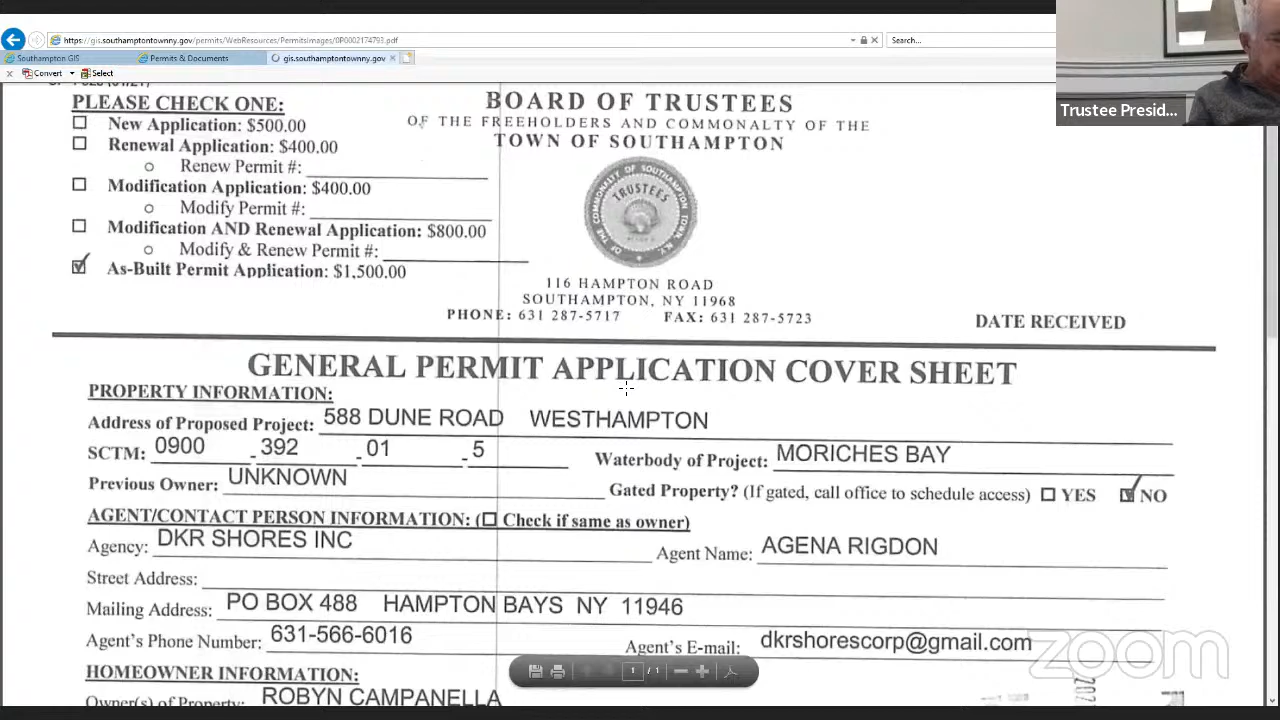 https://gis.southamptontownny.gov/permits/WebResources/PermitsImages/0P0002174793.pdf
Search...
Southampton GIS
Permits & Documents
gis.southamptontownny.gov
Convert
Select
Trustee Presid...
PLEASE CHECK ONE:
New Application: $500.00
Renewal Application: $400.00
Renew Permit #:
Modification Application: $400.00
Modify Permit #:
Modification AND Renewal Application: $800.00
Modify & Renew Permit #:
As-Built Permit Application: $1,500.00
BOARD OF TRUSTEES
OF THE FREEHOLDERS AND COMMONALTY OF THE
TOWN OF SOUTHAMPTON
TRUSTEES
116 HAMPTON ROAD
SOUTHAMPTON, NY 11968
PHONE: 631 287-5717 FAX: 631 287-5723
DATE RECEIVED
GENERAL PERMIT APPLICATION COVER SHEET
PROPERTY INFORMATION:
Address of Proposed Project: 588 DUNE ROAD WESTHAMPTON
SCTM: 0900 - 392 - 01 - 5 Waterbody of Project: MORICHES BAY
Previous Owner: UNKNOWN Gated Property? (If gated, call office to schedule access) YES NO
AGENT/CONTACT PERSON INFORMATION: ( Check if same as owner)
Agency: DKR SHORES INC Agent Name: AGENA RIGDON
Street Address:
Mailing Address: PO BOX 488 HAMPTON BAYS NY 11946
Agent's Phone Number: 631-566-6016 Agent's E-mail: dkrshorescorp@gmail.com
HOMEOWNER INFORMATION:
Owner(s) of Property: ROBYN CAMPANELLA
1 / 1
zoom